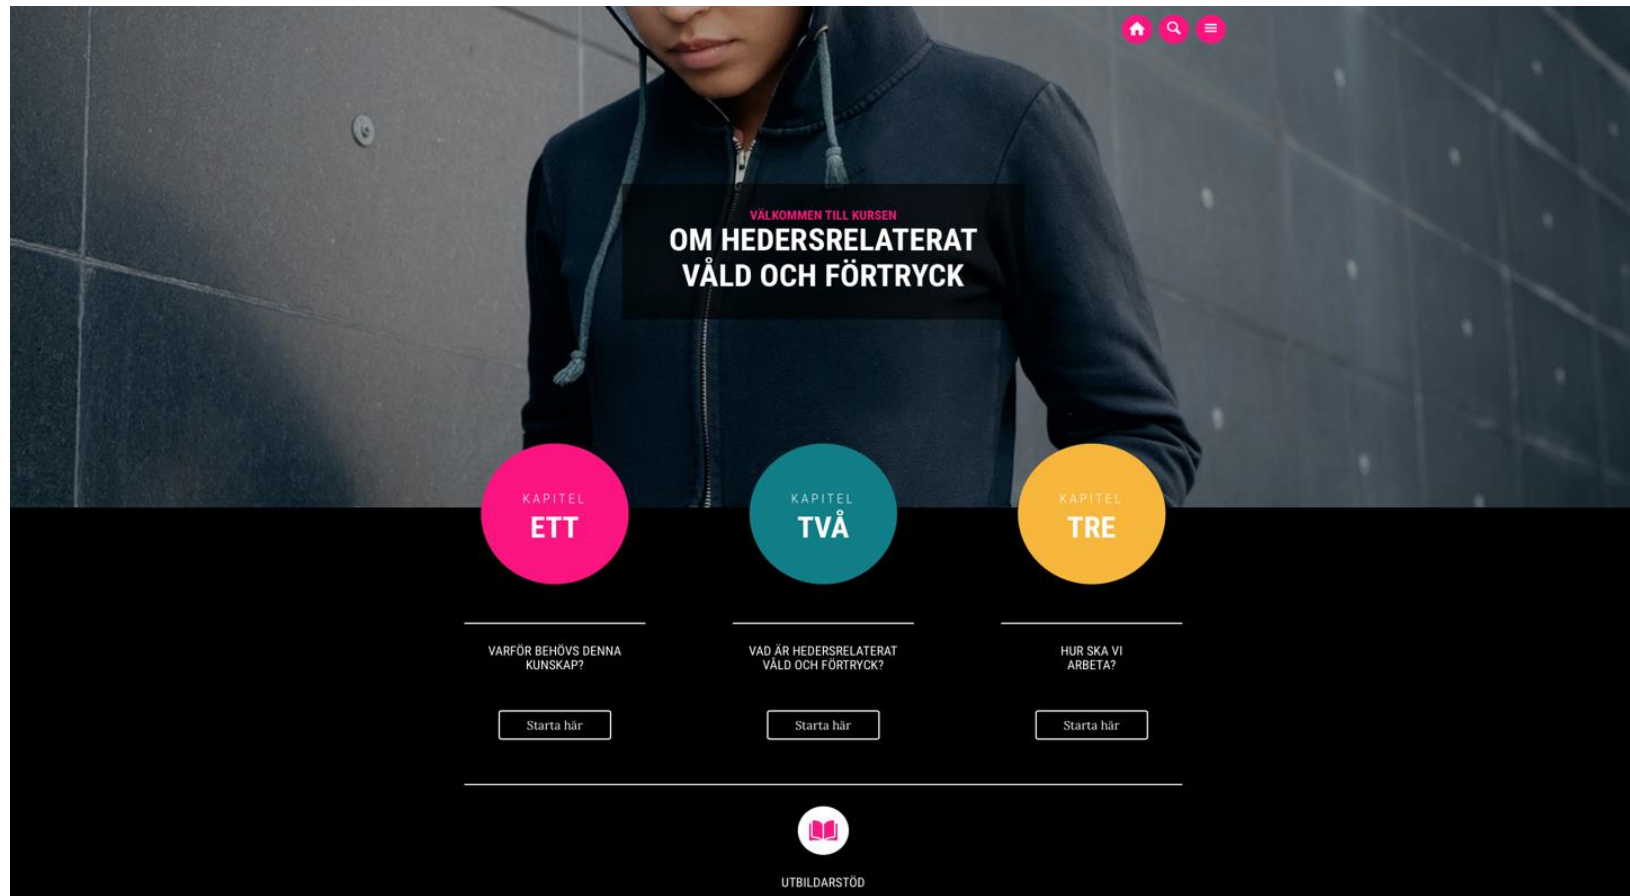 VÄLKOMMEN TILL KURSEN
OM HEDERSRELATERAT
VÅLD OCH FÖRTRYCK
KAPITEL
ETT
KAPITEL
TVÅ
KAPITEL
TRE
VARFÖR BEHÖVS DENNA
KUNSKAP?
VAD ÄR HEDERSRELATERAT
VÅLD OCH FÖRTRYCK?
HUR SKA VI
ARBETA?
Starta här
Starta här
Starta här
UTBILDARSTÖD